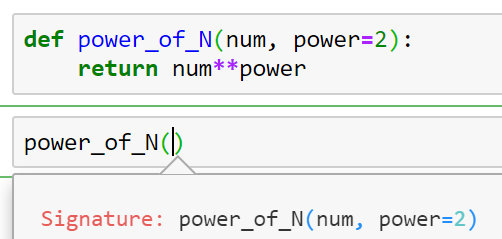 def power_of_N(num, power=2):
    return num**power
power_of_N()
Signature: power_of_N(num, power=2)